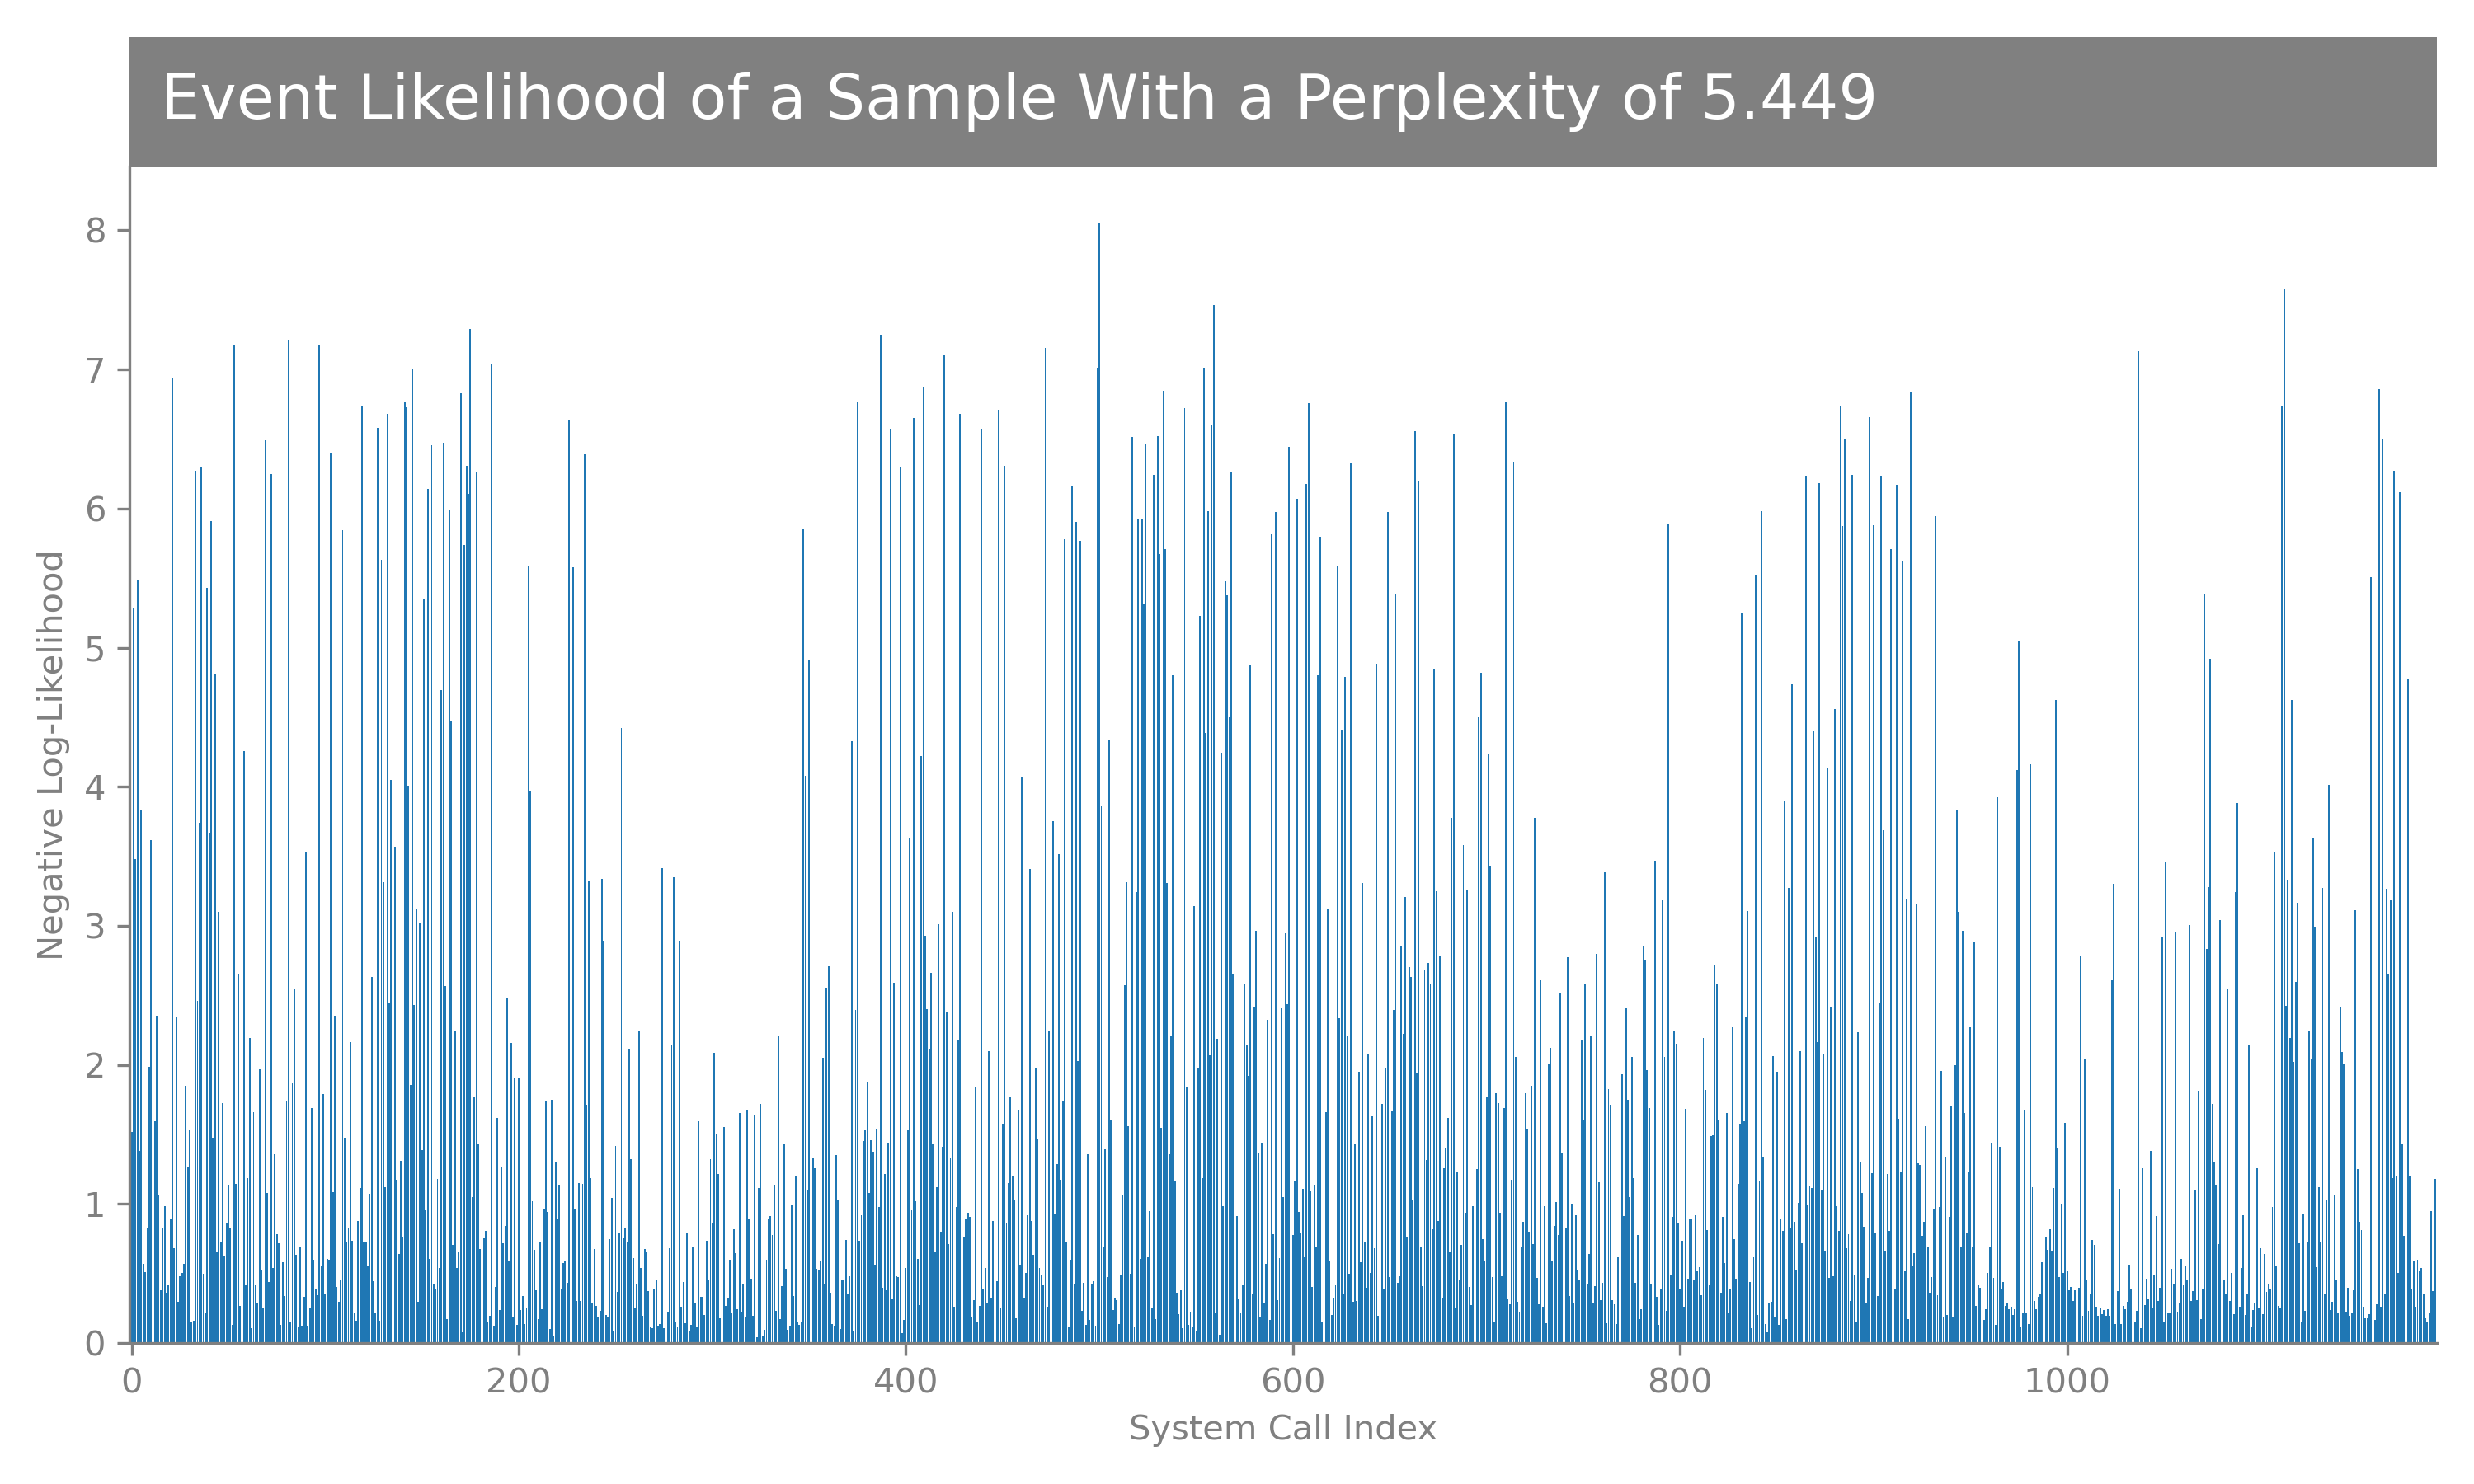 Event Likelihood of a Sample With a Perplexity of 5.449
8
7
6
5
4
3
2
1
0
Negative Log-Likelihood
0 200 400 600 800 1000
System Call Index